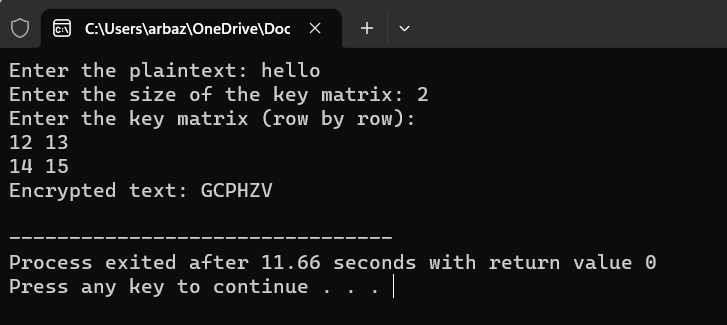 C:\Users\arbaz\OneDrive\Doc
Enter the plaintext: hello
Enter the size of the key matrix: 2
Enter the key matrix (row by row):
12 13
14 15
Encrypted text: GCPHZV
--------------------------------
Process exited after 11.66 seconds with return value 0
Press any key to continue . . .